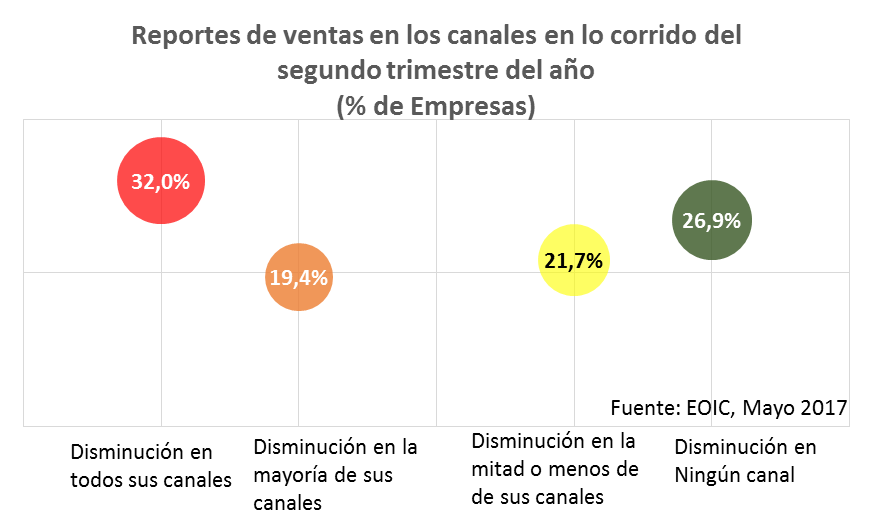 Reportes de ventas en los canales en lo corrido del
segundo trimestre del año
(% de Empresas)
32,0%
19,4%
21,7%
26,9%
Fuente: EOIC, Mayo 2017
Disminución en
todos sus canales
Disminución en la
mayoría de sus
canales
Disminución en la
mitad o menos de
de sus canales
Disminución en
Ningún canal